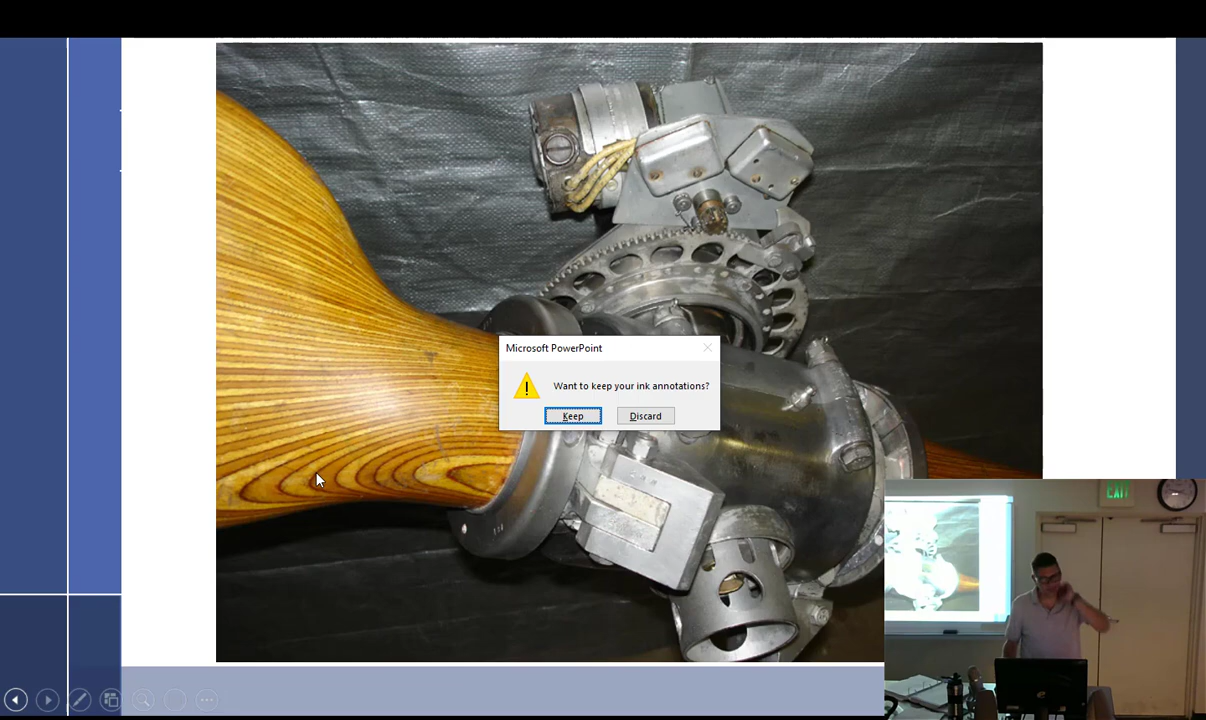 Microsoft PowerPoint
Want to keep your ink annotations?
Keep
Discard
EXIT